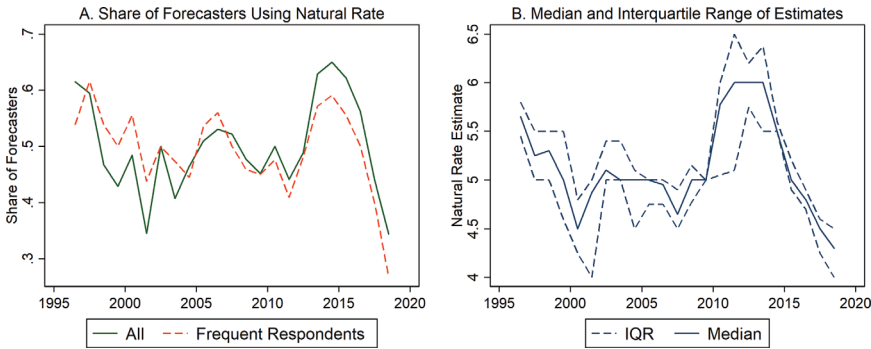 A. Share of Forecasters Using Natural Rate
Share of Forecasters
.7
.6
.5
.4
.3
1995 2000 2005 2010 2015 2020
All Frequent Respondents
B. Median and Interquartile Range of Estimates
Natural Rate Estimate
6.5
6
5.5
5
4.5
4
1995 2000 2005 2010 2015 2020
IQR Median